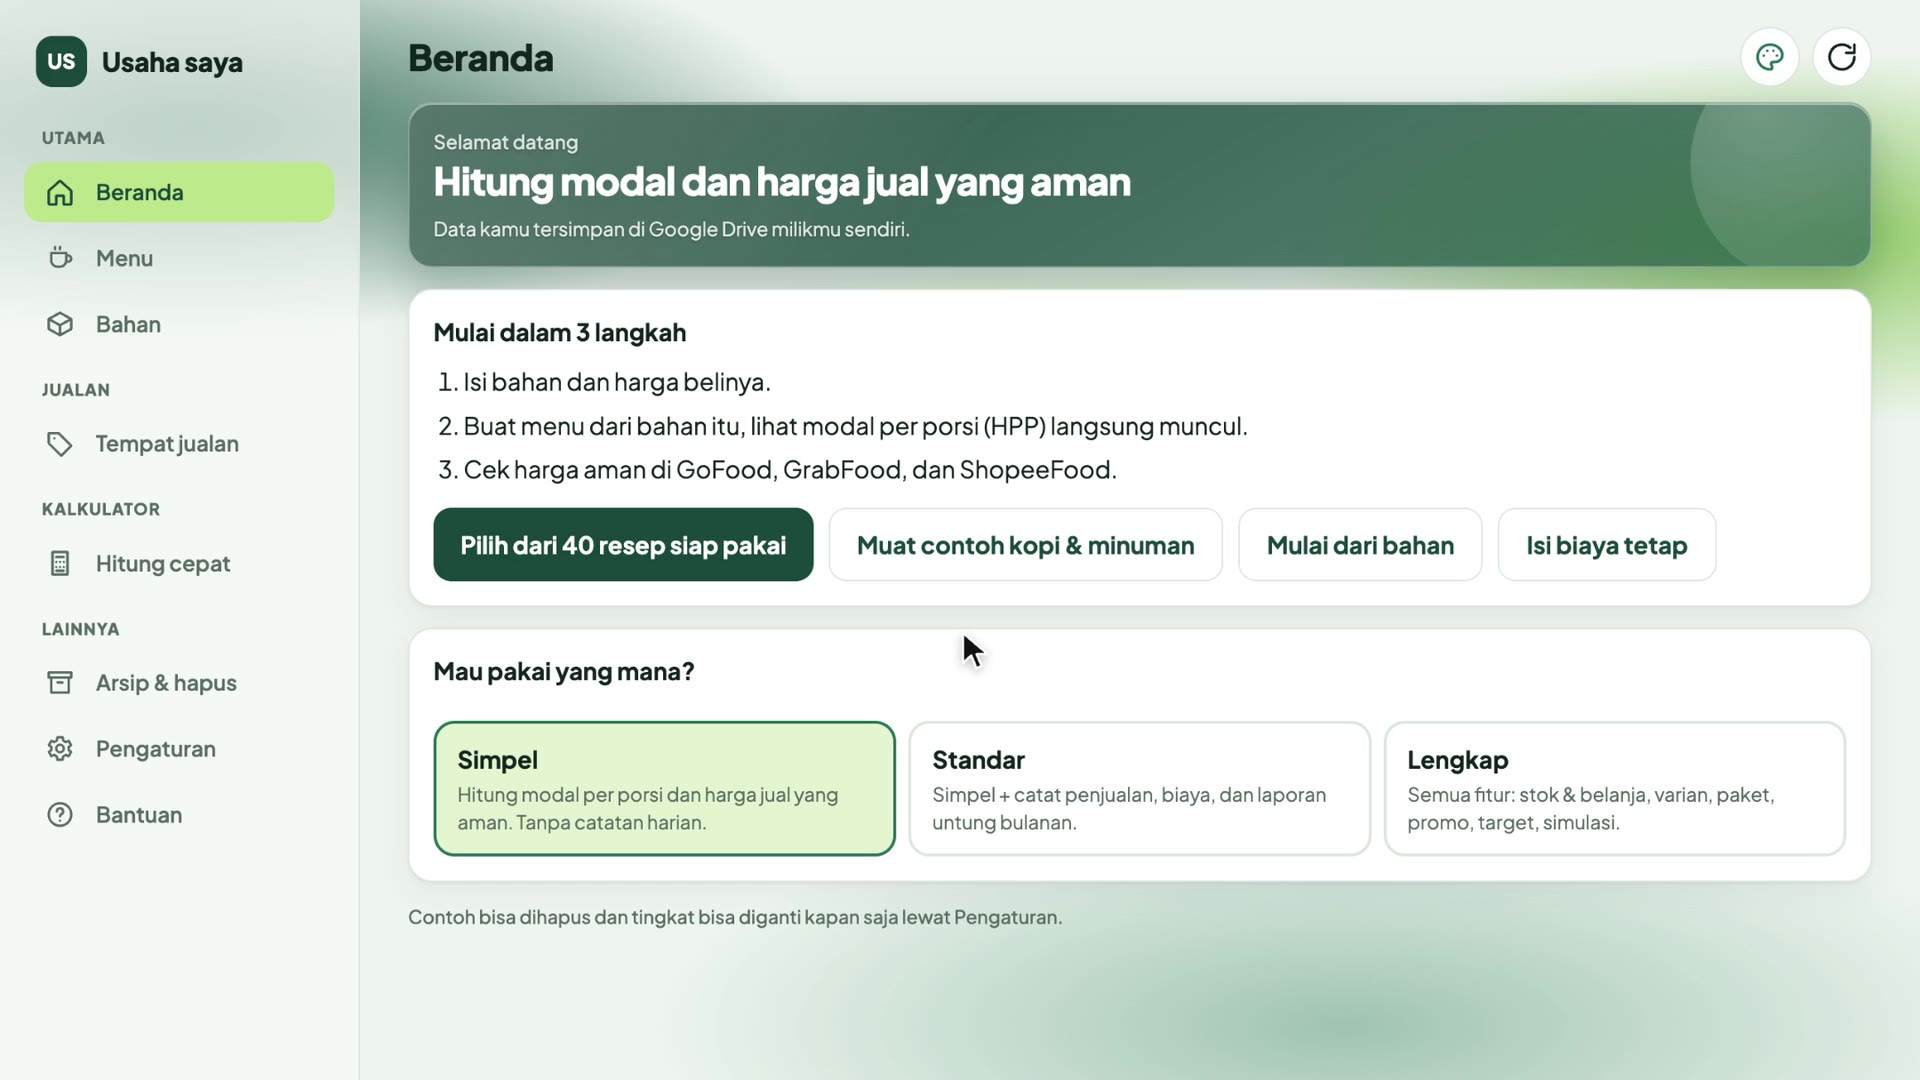 US
Usaha saya
UTAMA
Beranda
Menu
Bahan
JUALAN
Tempat jualan
KALKULATOR
Hitung cepat
LAINNYA
Arsip & hapus
Pengaturan
Bantuan
Beranda
Selamat datang
Hitung modal dan harga jual yang aman
Data kamu tersimpan di Google Drive milikmu sendiri.
Mulai dalam 3 langkah
1. Isi bahan dan harga belinya.
2. Buat menu dari bahan itu, lihat modal per porsi (HPP) langsung muncul.
3. Cek harga aman di GoFood, GrabFood, dan ShopeeFood.
Pilih dari 40 resep siap pakai
Muat contoh kopi & minuman
Mulai dari bahan
Isi biaya tetap
Mau pakai yang mana?
Simpel
Hitung modal per porsi dan harga jual yang
aman. Tanpa catatan harian.
Standar
Simpel + catat penjualan, biaya, dan laporan
untung bulanan.
Lengkap
Semua fitur: stok & belanja, varian, paket,
promo, target, simulasi.
Contoh bisa dihapus dan tingkat bisa diganti kapan saja lewat Pengaturan.